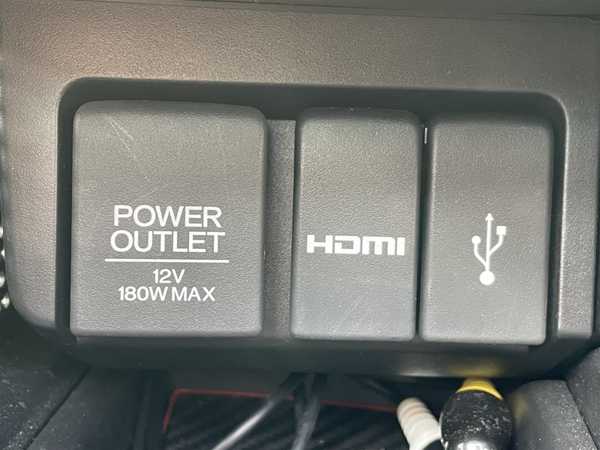 POWER
OUTLET
12V
180W MAX
HDMI